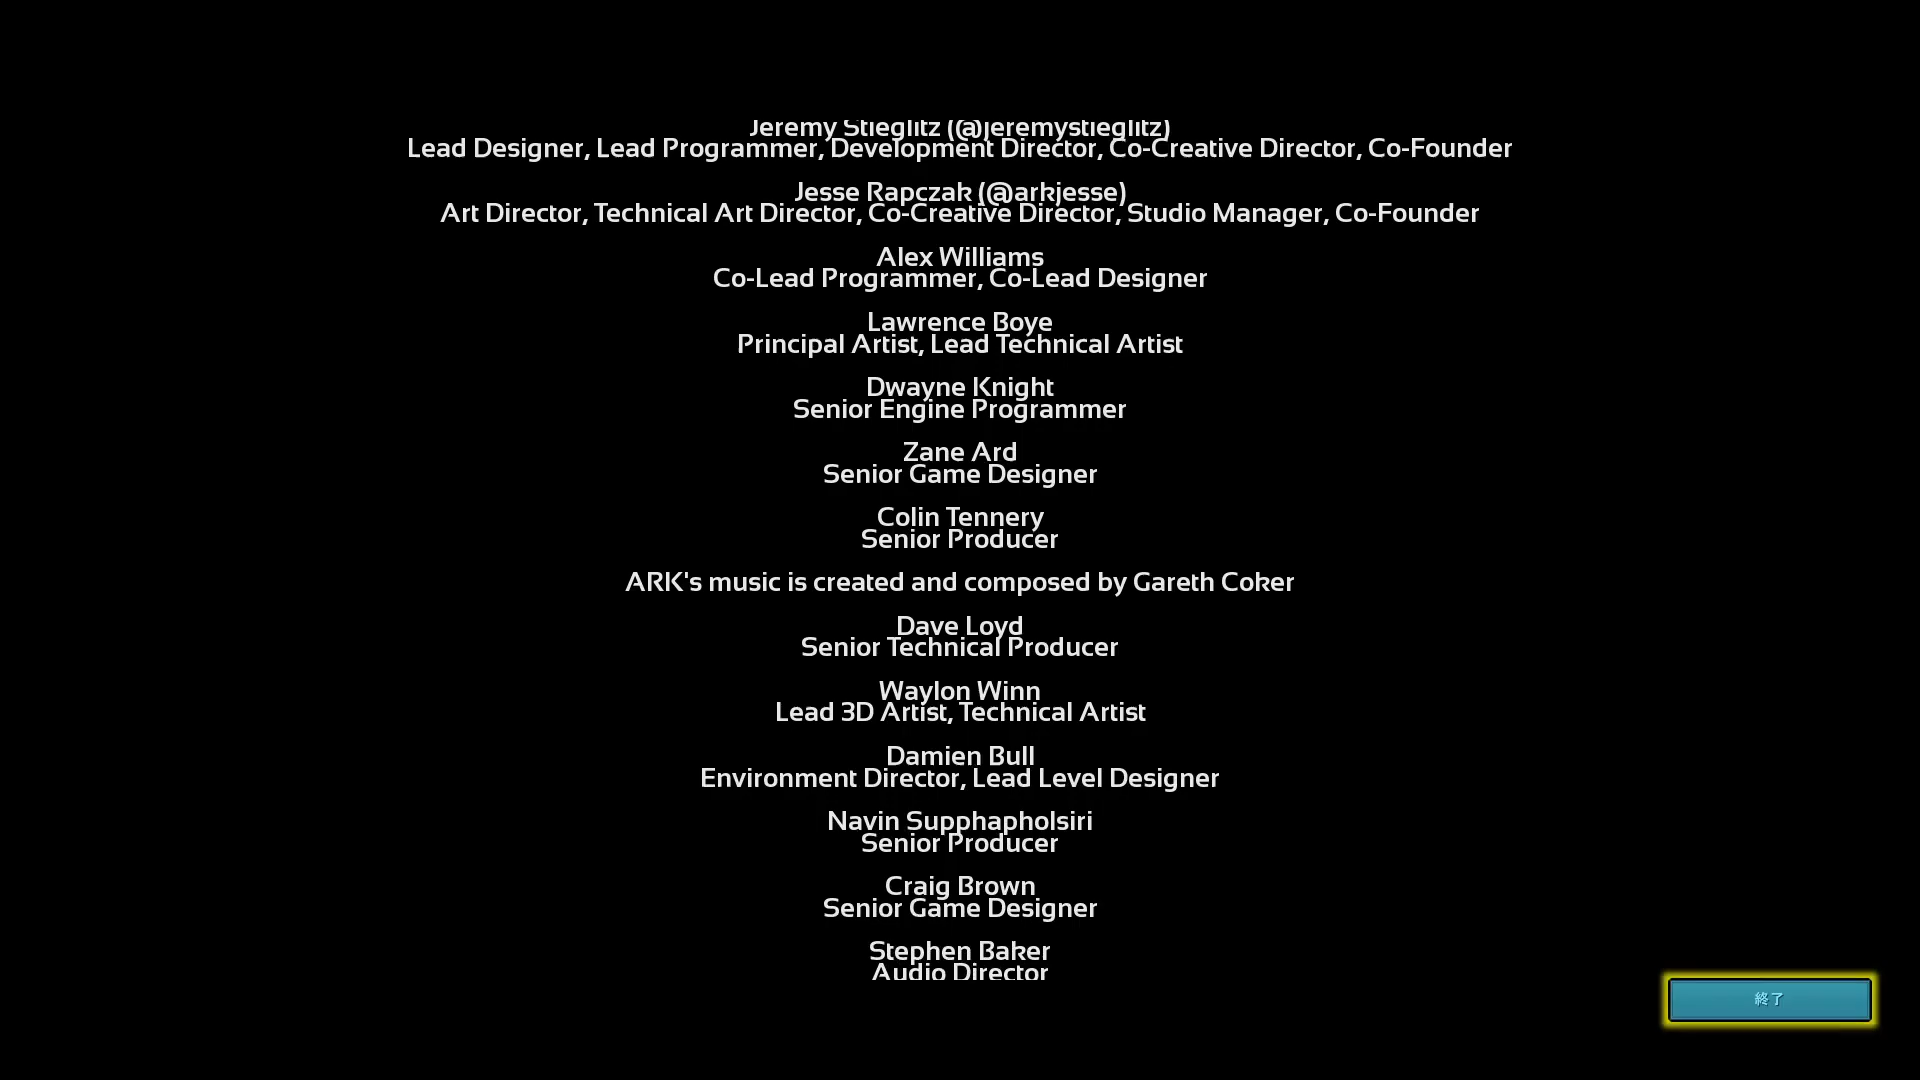 Jeremy Stieglitz (@jeremystieglitz)
Lead Designer, Lead Programmer, Development Director, Co-Creative Director, Co-Founder
Jesse Rapczak (@arkjesse)
Art Director, Technical Art Director, Co-Creative Director, Studio Manager, Co-Founder
Alex Williams
Co-Lead Programmer, Co-Lead Designer
Lawrence Boye
Principal Artist, Lead Technical Artist
Dwayne Knight
Senior Engine Programmer
Zane Ard
Senior Game Designer
Colin Tennery
Senior Producer
ARK's music is created and composed by Gareth Coker
Dave Loyd
Senior Technical Producer
Waylon Winn
Lead 3D Artist, Technical Artist
Damien Bull
Environment Director, Lead Level Designer
Navin Supphapholsiri
Senior Producer
Craig Brown
Senior Game Designer
Stephen Baker
Audio Director
終了